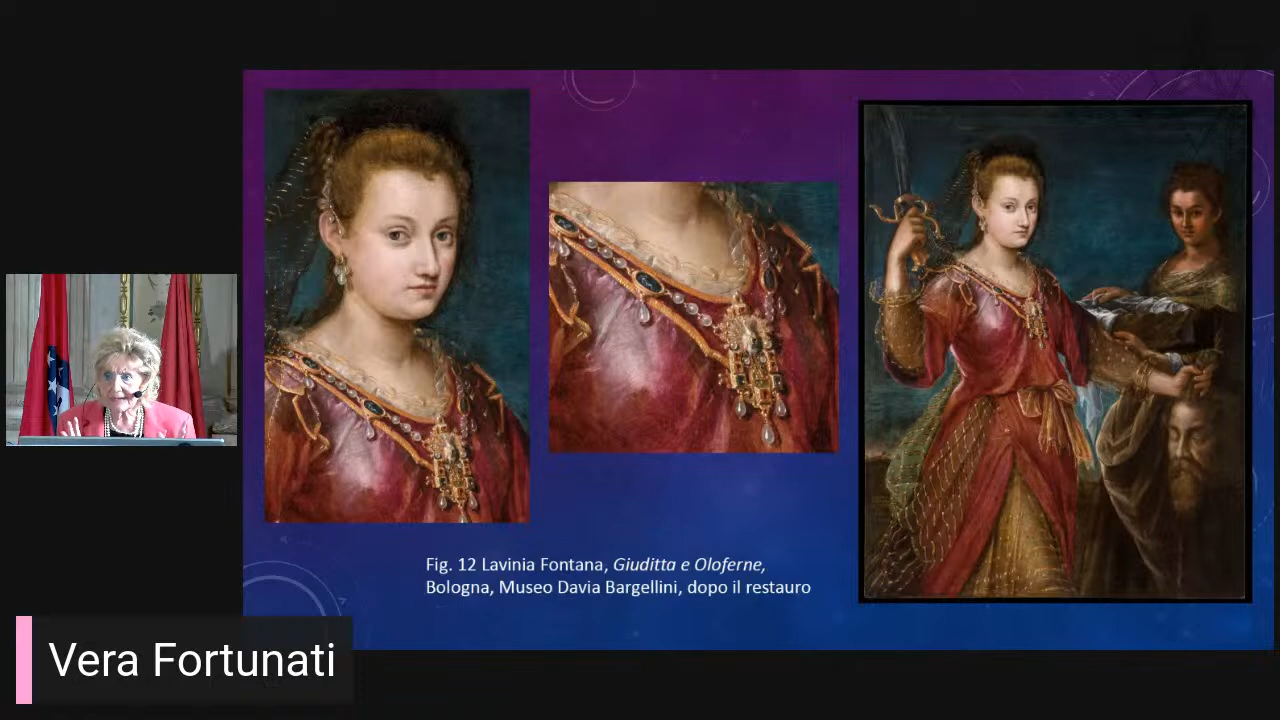 Fig. 12 Lavinia Fontana, Giuditta e Oloferne,
Bologna, Museo Davia Bargellini, dopo il restauro
Vera Fortunati